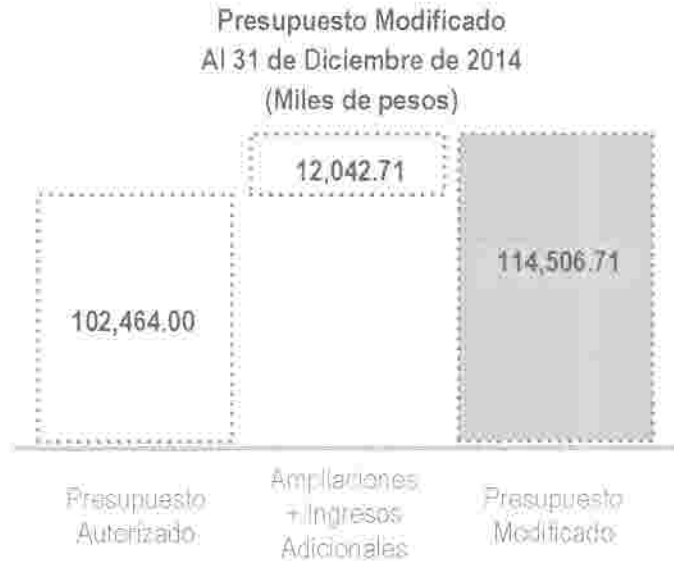 Presupuesto Modificado
Al 31 de Diciembre de 2014
(Miles de pesos)
12,042.71
114,506.71
102,464.00
Presupuesto
Autorizado
Ampliaciones
+ Ingresos
Adicionales
Presupuesto
Modificado